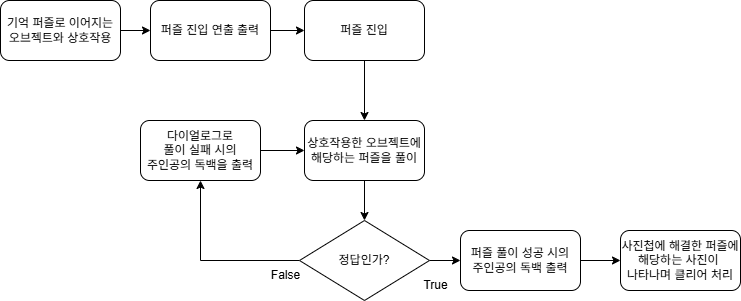 기억 퍼즐로 이어지는
오브젝트와 상호작용
퍼즐 진입 연출 출력
퍼즐 진입
다이얼로그로
풀이 실패 시의
주인공의 독백을 출력
상호작용한 오브젝트에
해당하는 퍼즐을 풀이
정답인가?
False
True
퍼즐 풀이 성공 시의
주인공의 독백 출력
사진첩에 해결한 퍼즐에
해당하는 사진이
나타나며 클리어 처리